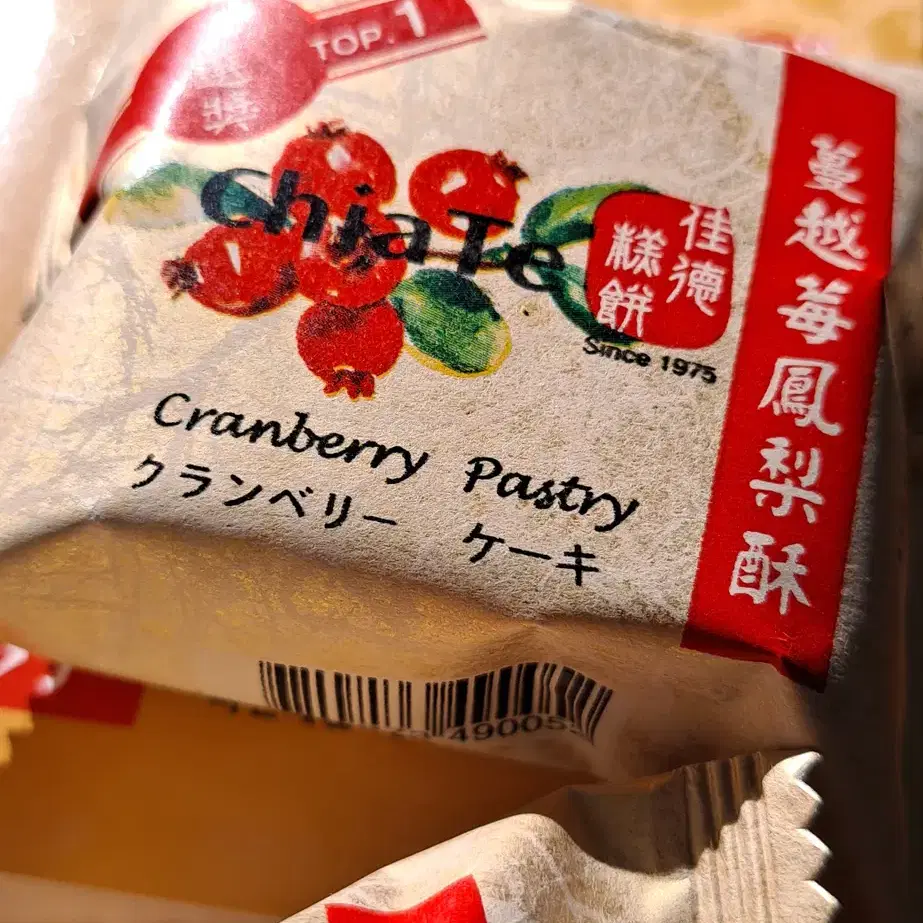 TOP.1
獎
ChiaTe
佳德
糕餅
Since 1975
Cranberry Pastry
クランベリー ケーキ
蔓越莓鳳梨酥